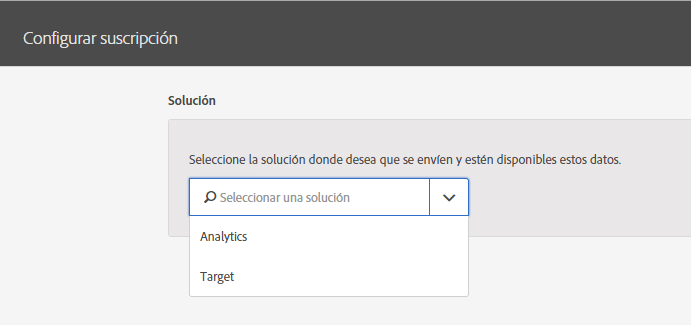 Configurar suscripción
Solución
Seleccione la solución donde desea que se envíen y estén disponibles estos datos.
Seleccionar una solución
Analytics
Target